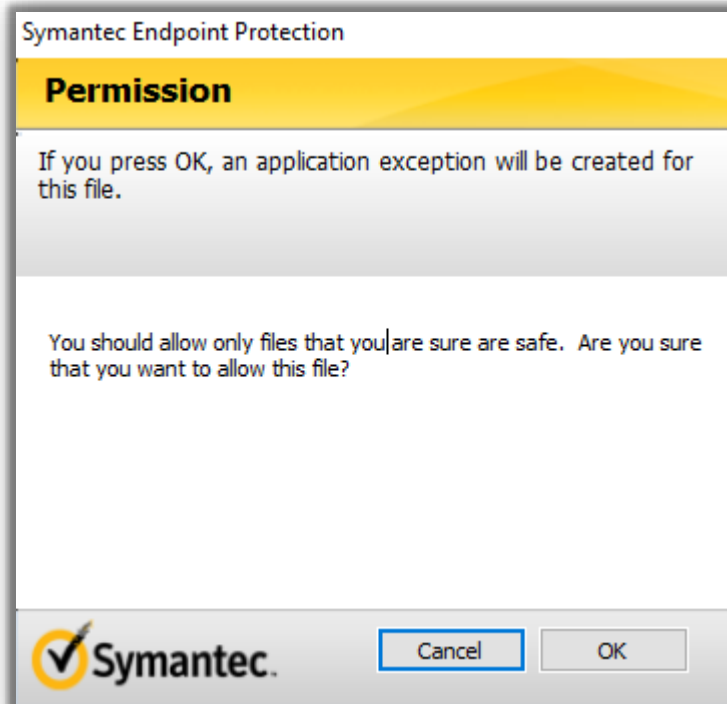 Symantec Endpoint Protection
Permission
If you press OK, an application exception will be created for
this file.
You should allow only files that you are sure are safe.  Are you sure
that you want to allow this file?
Symantec.
Cancel
OK